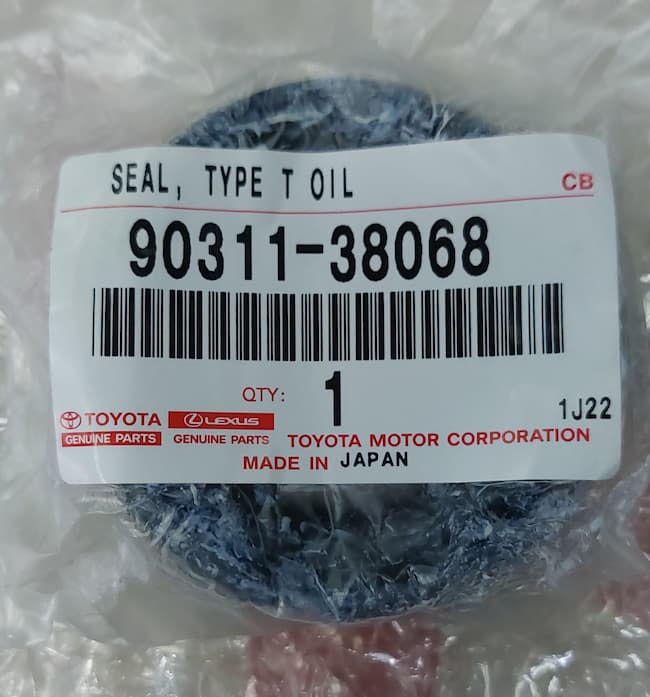 SEAL, TYPE T OIL CB
90311-38068
QTY: 1
1J22
TOYOTA LEXUS
GENUINE PARTS GENUINE PARTS TOYOTA MOTOR CORPORATION
MADE IN JAPAN